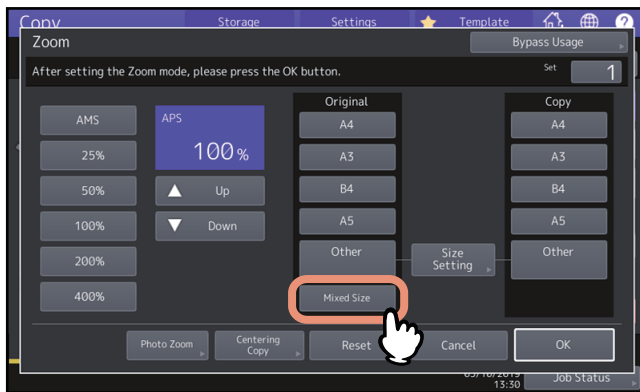 Copy Storage Settings Template
Zoom
Bypass Usage
After setting the Zoom mode, please press the OK button.
Set 1
Original
Copy
AMS
25%
50%
100%
200%
400%
APS
100 %
Up
Down
A4
A3
B4
A5
Other
Mixed Size
Size
Setting
A4
A3
B4
A5
Other
Photo Zoom
Centering
Copy
Reset
Cancel
OK
13:30
Job Status